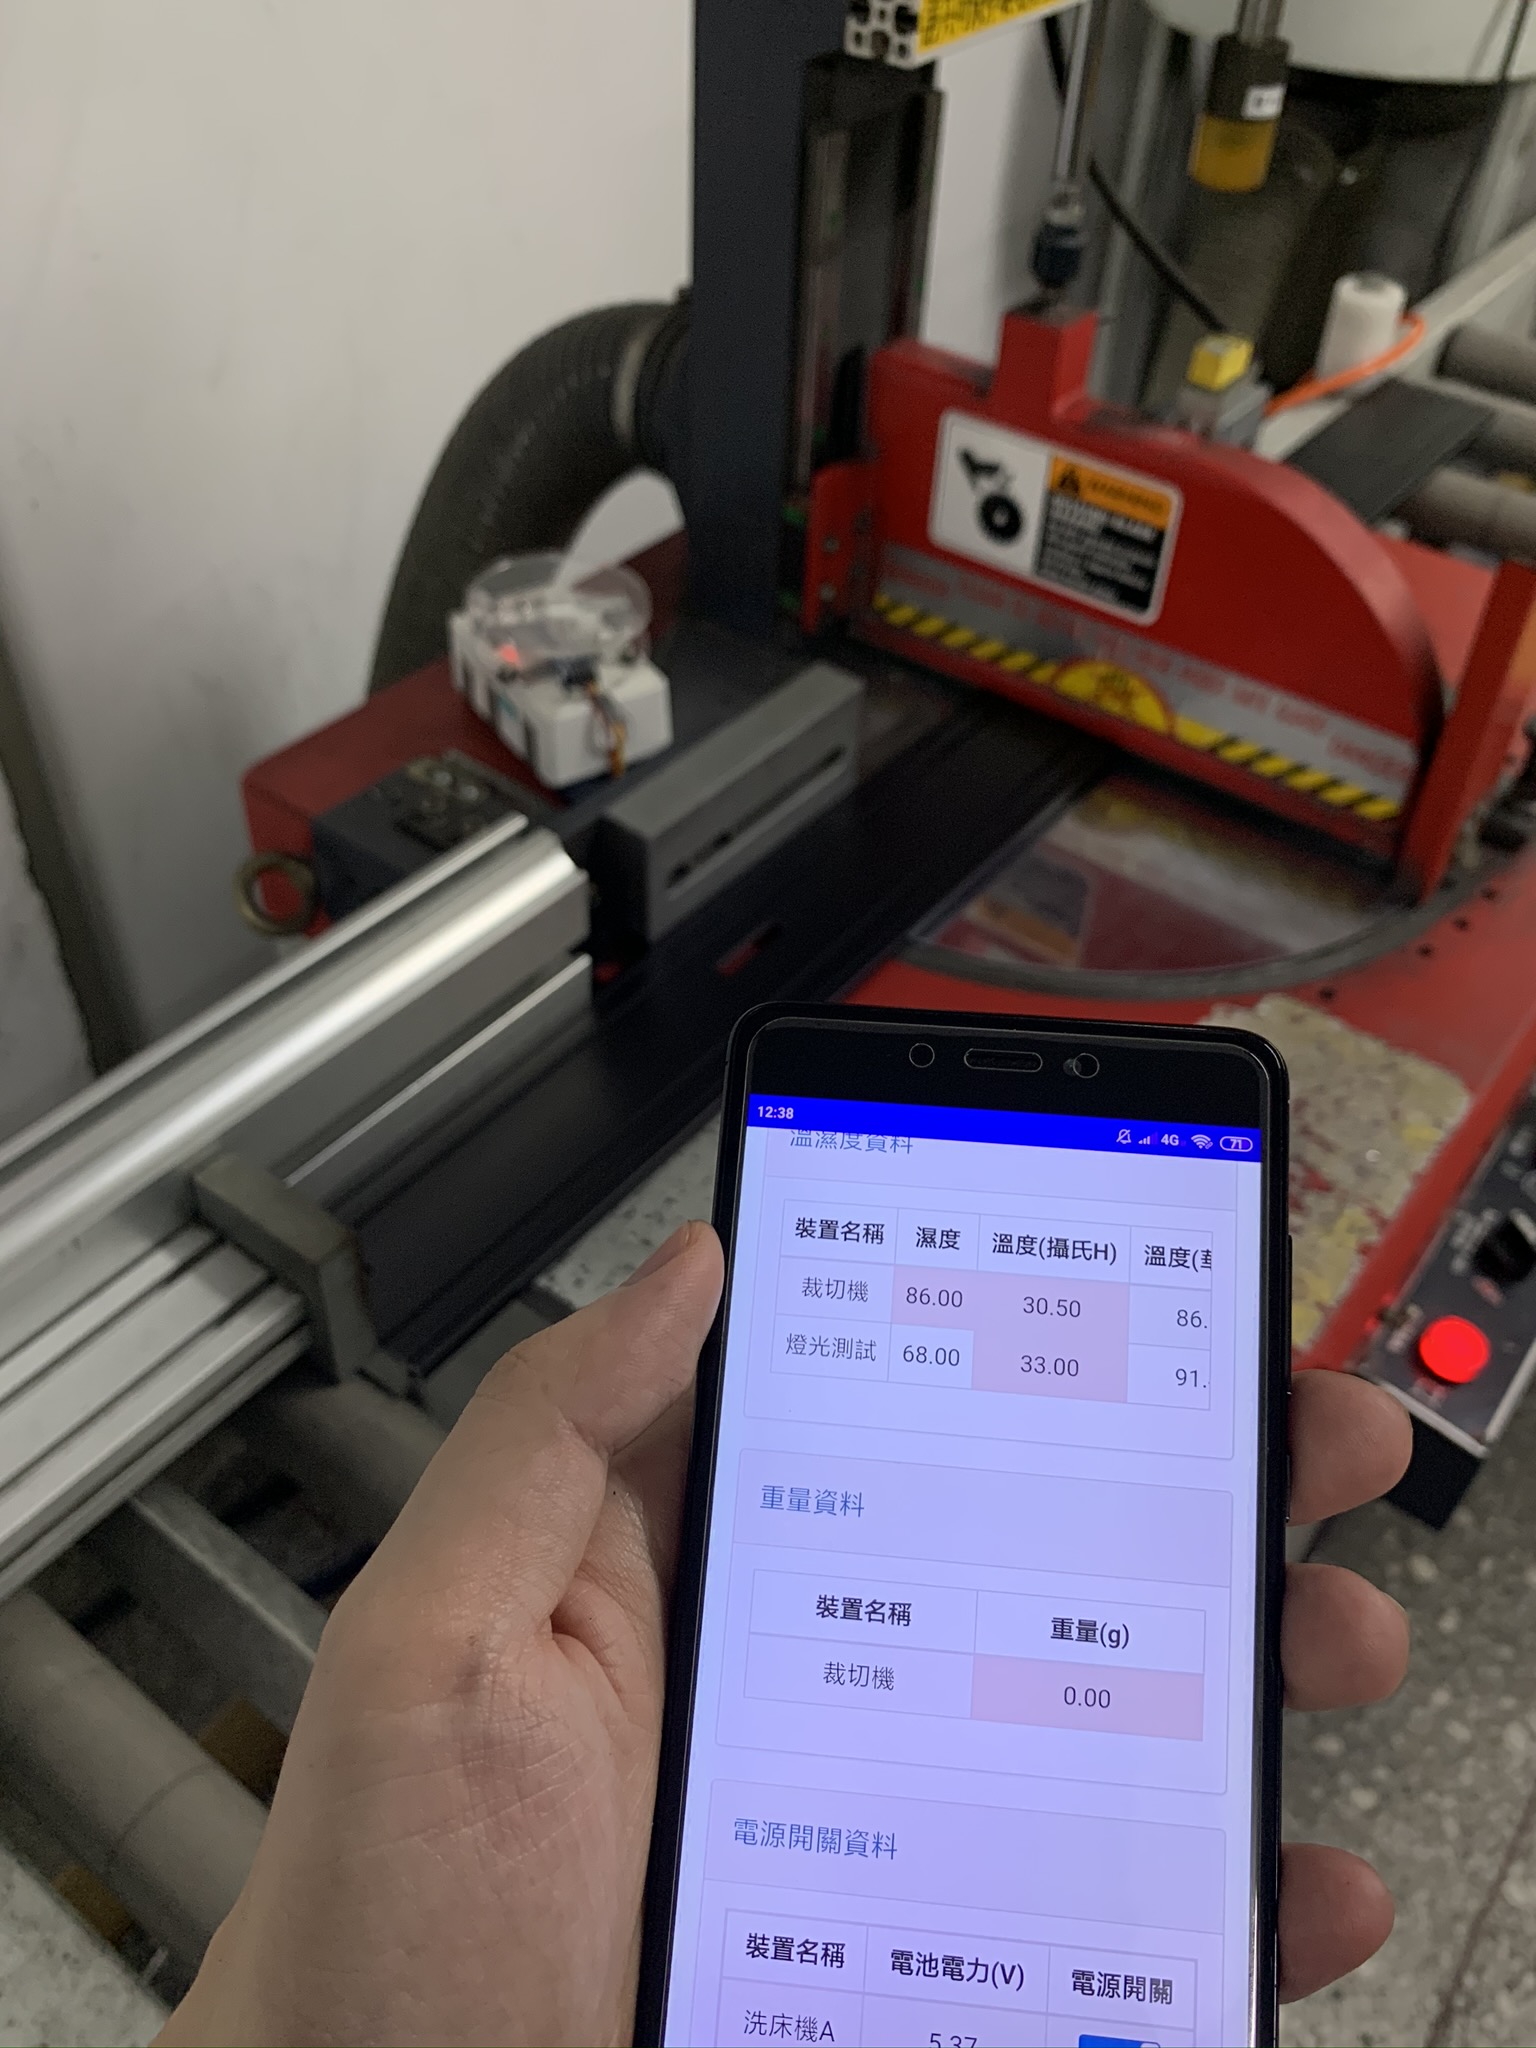 12:38
4G
71
溫濕度資料
裝置名稱 濕度 溫度(攝氏H) 溫度(華
裁切機 86.00 30.50 86.
燈光測試 68.00 33.00 91.
重量資料
裝置名稱 重量(g)
裁切機 0.00
電源開關資料
裝置名稱 電池電力(V) 電源開關
洗床機A 5.37